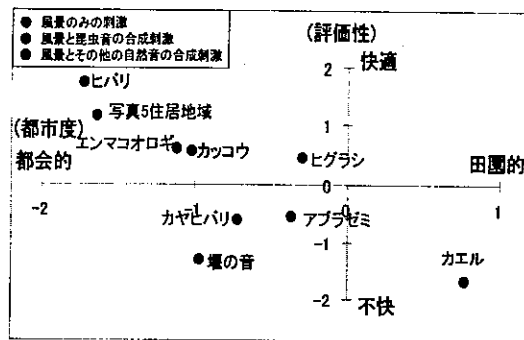 ● 風景のみの刺激
● 風景と昆虫音の合成刺激
● 風景とその他の自然音の合成刺激
(評価性)
快適
2
ヒバリ
写真5住居地域
1
(都市度)
都会的
エンマコオロギ
カッコウ
ヒグラシ
田園的
0
-2
-1
0
1
カヤヒバリ
アブラゼミ
-1
堰の音
カエル
-2
不快